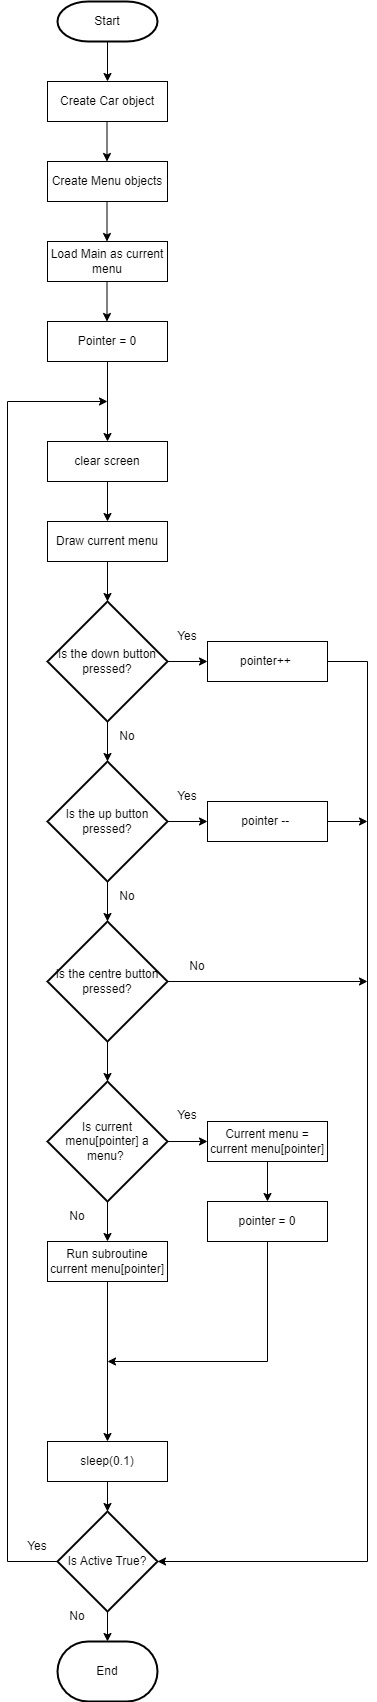 Start
Create Car object
Create Menu objects
Load Main as current
menu
Pointer = 0
clear screen
Draw current menu
Is the down button
pressed?
Yes
pointer++
No
Is the up button
pressed?
Yes
pointer --
No
Is the centre button
pressed?
No
Is current
menu[pointer] a
menu?
Yes
Current menu =
current menu[pointer]
pointer = 0
No
Run subroutine
current menu[pointer]
sleep(0.1)
Is Active True?
Yes
No
End